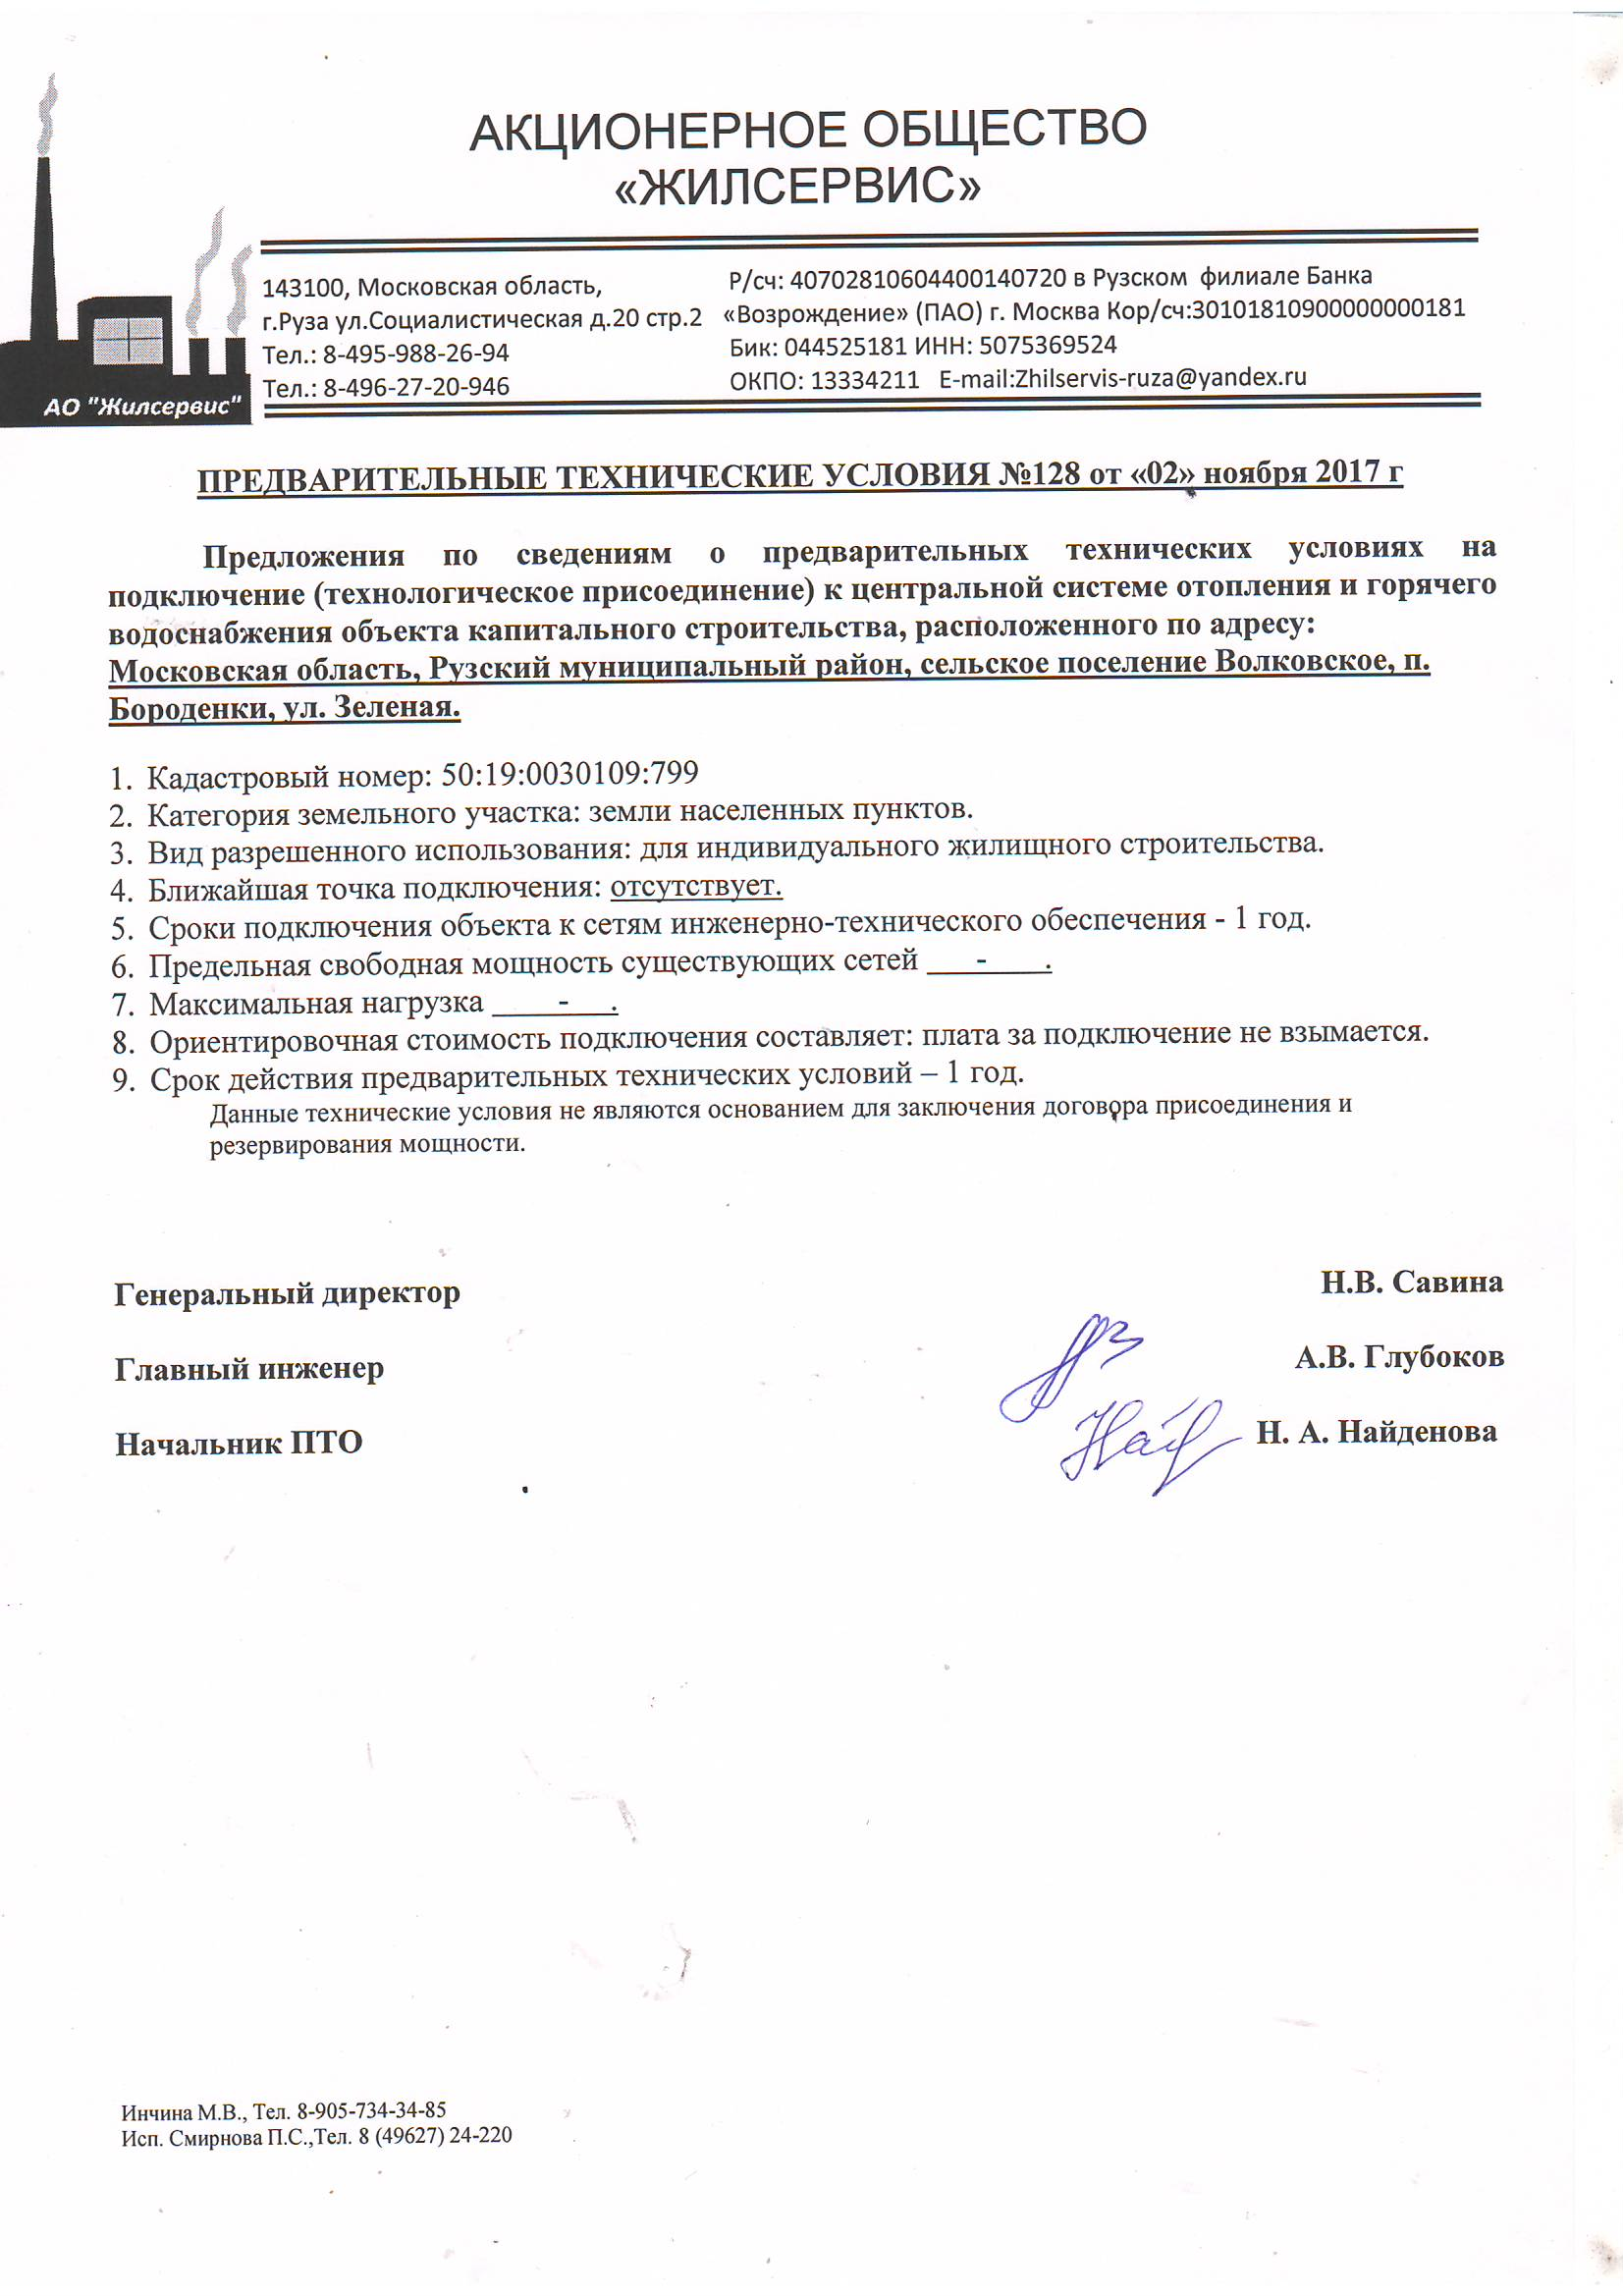 АКЦИОНЕРНОЕ ОБЩЕСТВО
«ЖИЛСЕРВИС»
143100, Московская область,
г.Руза ул.Социалистическая д.20 стр.2
Тел.: 8-495-988-26-94
Тел.: 8-496-27-20-946
Р/сч: 40702810604400140720 в Рузском филиале Банка
«Возрождение» (ПАО) г. Москва Кор/сч:30101810900000000181
Бик: 044525181 ИНН: 5075369524
ОКПО: 13334211 E-mail:Zhilservis-ruza@yandex.ru
АО "Жилсервис"
ПРЕДВАРИТЕЛЬНЫЕ ТЕХНИЧЕСКИЕ УСЛОВИЯ №128 от «02» ноября 2017 г
Предложения по сведениям о предварительных технических условиях на
подключение (технологическое присоединение) к центральной системе отопления и горячего
водоснабжения объекта капитального строительства, расположенного по адресу:
Московская область, Рузский муниципальный район, сельское поселение Волковское, п.
Бороденки, ул. Зеленая.
1. Кадастровый номер: 50:19:0030109:799
2. Категория земельного участка: земли населенных пунктов.
3. Вид разрешенного использования: для индивидуального жилищного строительства.
4. Ближайшая точка подключения: отсутствует.
5. Сроки подключения объекта к сетям инженерно-технического обеспечения - 1 год.
6. Предельная свободная мощность существующих сетей ___-____.
7. Максимальная нагрузка ____-___.
8. Ориентировочная стоимость подключения составляет: плата за подключение не взымается.
9. Срок действия предварительных технических условий – 1 год.
Данные технические условия не являются основанием для заключения договора присоединения и
резервирования мощности.
Генеральный директор Н.В. Савина
Главный инженер А.В. Глубоков
Начальник ПТО Н. А. Найденова
Инчина М.В., Тел. 8-905-734-34-85
Исп. Смирнова П.С.,Тел. 8 (49627) 24-220